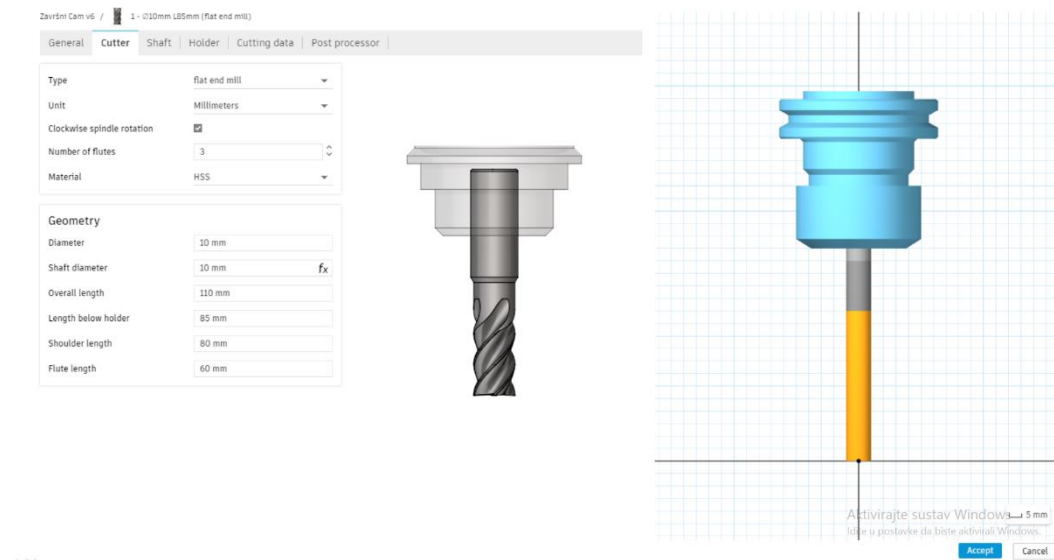 Završni Cam v6 / 1 - Ø10mm L85mm (flat end mill)
General Cutter Shaft Holder Cutting data Post processor
Type flat end mill
Unit Millimeters
Clockwise spindle rotation
Number of flutes 3
Material HSS
Geometry
Diameter 10 mm
Shaft diameter 10 mm fx
Overall length 110 mm
Length below holder 85 mm
Shoulder length 80 mm
Flute length 60 mm
Aktivirajte sustav Windows
5 mm
Idite u postavke da biste aktivirali Windows.
Accept Cancel